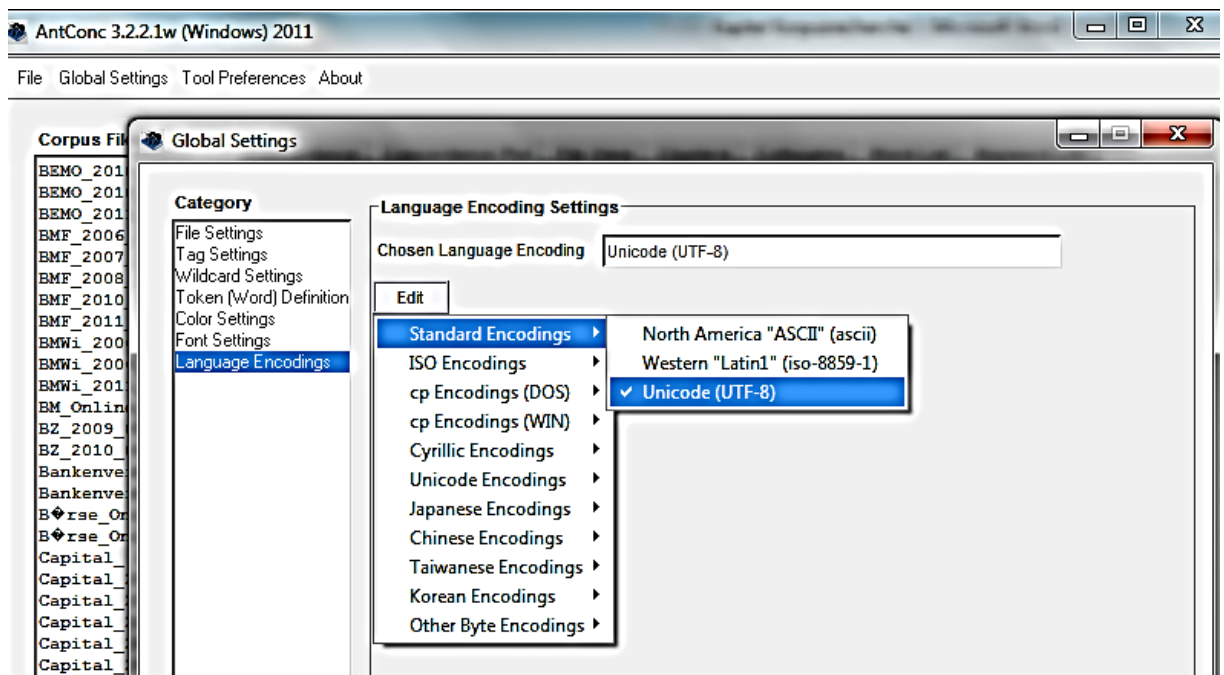 AntConc 3.2.2.1w (Windows) 2011
File Global Settings Tool Preferences About
Corpus Fil
BEMO_201
BEMO_201
BEMO_201
BMF_2006
BMF_2007
BMF_2008
BMF_2010
BMF_2011
BMWi_200
BMWi_200
BMWi_201
BM_Onlin
BZ_2009_
BZ_2010_
Bankenve
Bankenve
B�rse_On
B�rse_On
Capital_
Capital_
Capital_
Capital_
Capital_
Capital_
Global Settings
Category
File Settings
Tag Settings
Wildcard Settings
Token (Word) Definition
Color Settings
Font Settings
Language Encodings
Language Encoding Settings
Chosen Language Encoding Unicode (UTF-8)
Edit
Standard Encodings
ISO Encodings
cp Encodings (DOS)
cp Encodings (WIN)
Cyrillic Encodings
Unicode Encodings
Japanese Encodings
Chinese Encodings
Taiwanese Encodings
Korean Encodings
Other Byte Encodings
North America "ASCII" (ascii)
Western "Latin1" (iso-8859-1)
Unicode (UTF-8)